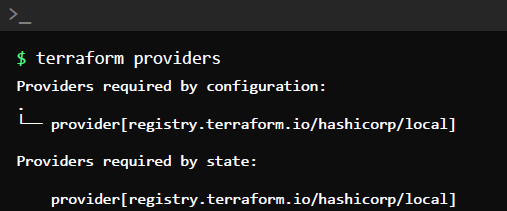 >_
$ terraform providers
Providers required by configuration:
.
└── provider[registry.terraform.io/hashicorp/local]
Providers required by state:
provider[registry.terraform.io/hashicorp/local]